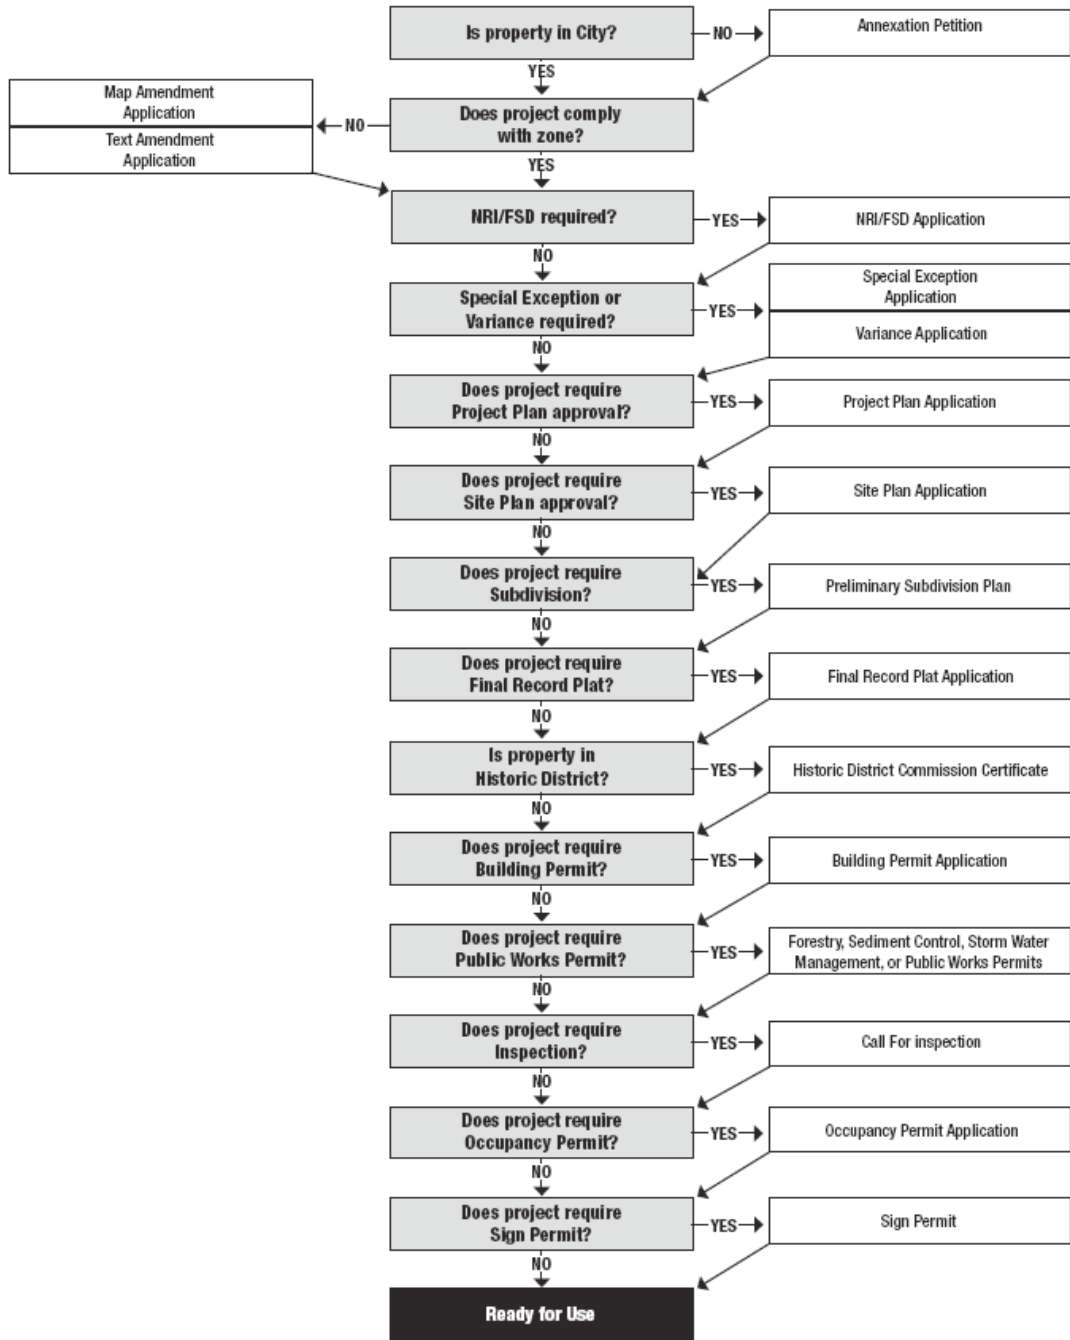 Is property in City?
NO
Annexation Petition
YES
Map Amendment
Application
Text Amendment
Application
NO
Does project comply
with zone?
YES
NRI/FSD required?
YES
NRI/FSD Application
NO
Special Exception or
Variance required?
YES
Special Exception
Application
Variance Application
NO
Does project require
Project Plan approval?
YES
Project Plan Application
NO
Does project require
Site Plan approval?
YES
Site Plan Application
NO
Does project require
Subdivision?
YES
Preliminary Subdivision Plan
NO
Does project require
Final Record Plat?
YES
Final Record Plat Application
NO
Is property in
Historic District?
YES
Historic District Commission Certificate
NO
Does project require
Building Permit?
YES
Building Permit Application
NO
Does project require
Public Works Permit?
YES
Forestry, Sediment Control, Storm Water
Management, or Public Works Permits
NO
Does project require
Inspection?
YES
Call For inspection
NO
Does project require
Occupancy Permit?
YES
Occupancy Permit Application
NO
Does project require
Sign Permit?
YES
Sign Permit
NO
Ready for Use